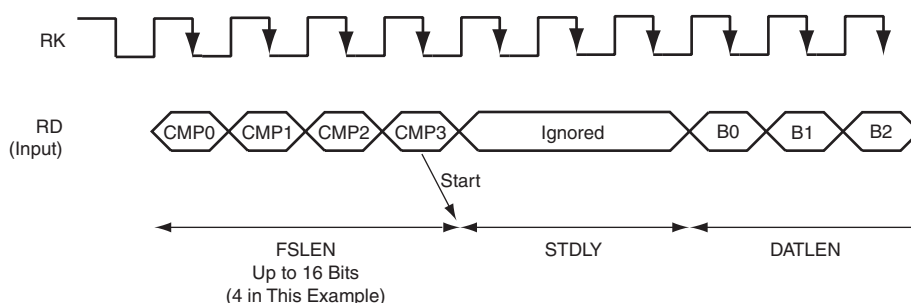 RK
RD
(Input)
CMP0 CMP1 CMP2 CMP3 Ignored B0 B1 B2
Start
FSLEN STDLY DATLEN
Up to 16 Bits
(4 in This Example)